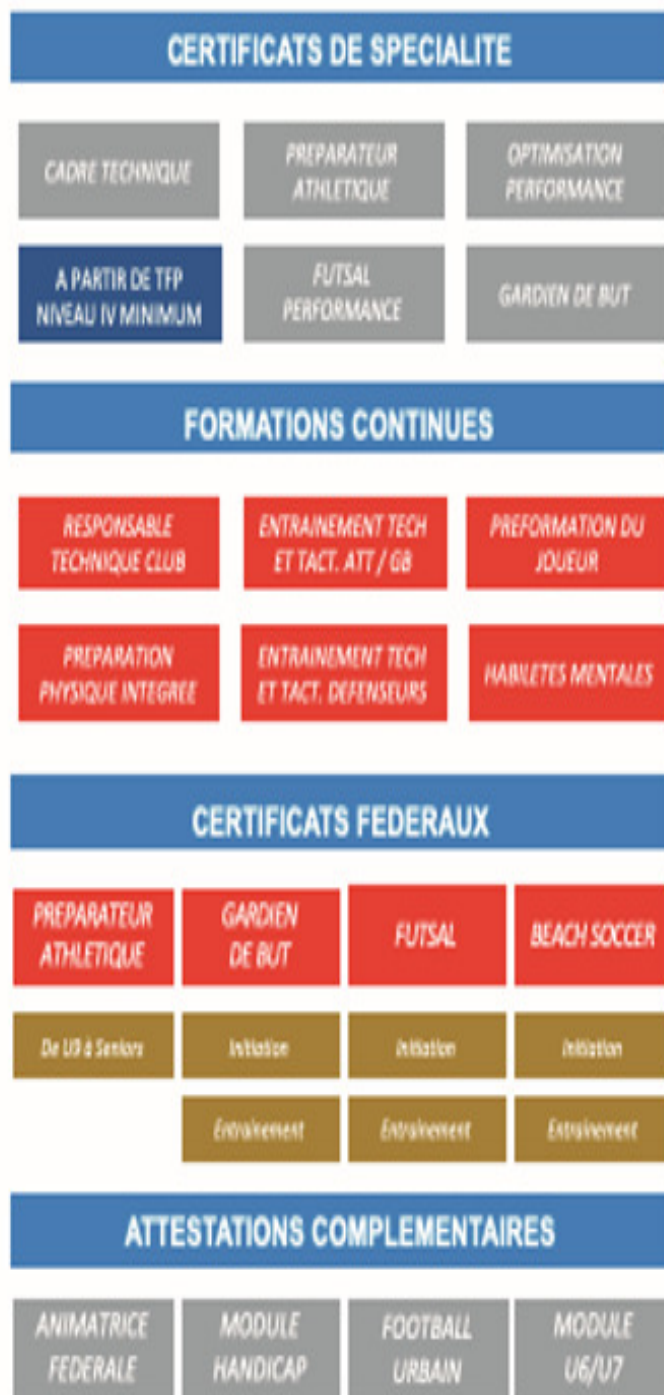 CERTIFICATS DE SPECIALITE
CADRE TECHNIQUE
PREPARATEUR
ATHLETIQUE
OPTIMISATION
PERFORMANCE
A PARTIR DE TFP
NIVEAU IV MINIMUM
FUTSAL
PERFORMANCE
GARDIEN DE BUT
FORMATIONS CONTINUES
RESPONSABLE
TECHNIQUE CLUB
ENTRAINEMENT TECH
ET TACT. ATT / GB
PREFORMATION DU
JOUEUR
PREPARATION
PHYSIQUE INTEGREE
ENTRAINEMENT TECH
ET TACT. DEFENSEURS
HABILETES MENTALES
CERTIFICATS FEDERAUX
PREPARATEUR
ATHLETIQUE
GARDIEN
DE BUT
FUTSAL
BEACH SOCCER
De U9 à Seniors
Initiation
Initiation
Initiation
Entrainement
Entrainement
Entrainement
ATTESTATIONS COMPLEMENTAIRES
ANIMATRICE
FEDERALE
MODULE
HANDICAP
FOOTBALL
URBAIN
MODULE
U6/U7